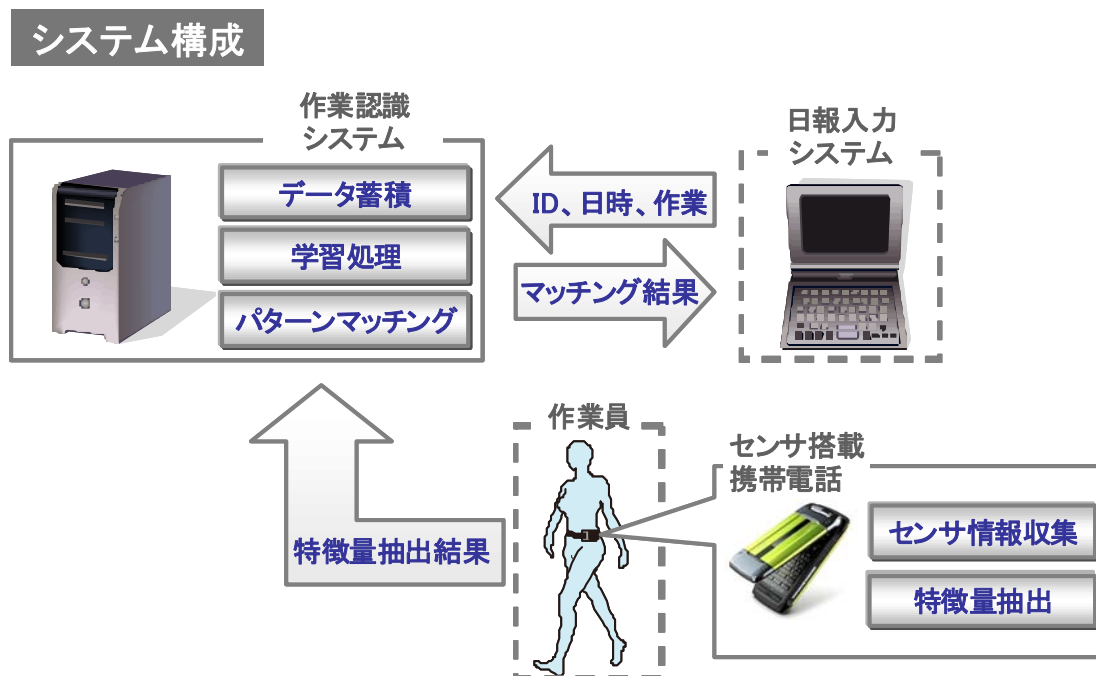 システム構成
作業認識
システム
データ蓄積
学習処理
パターンマッチング
ID、日時、作業
マッチング結果
日報入力
システム
作業員
センサ搭載
携帯電話
センサ情報収集
特徴量抽出
特徴量抽出結果